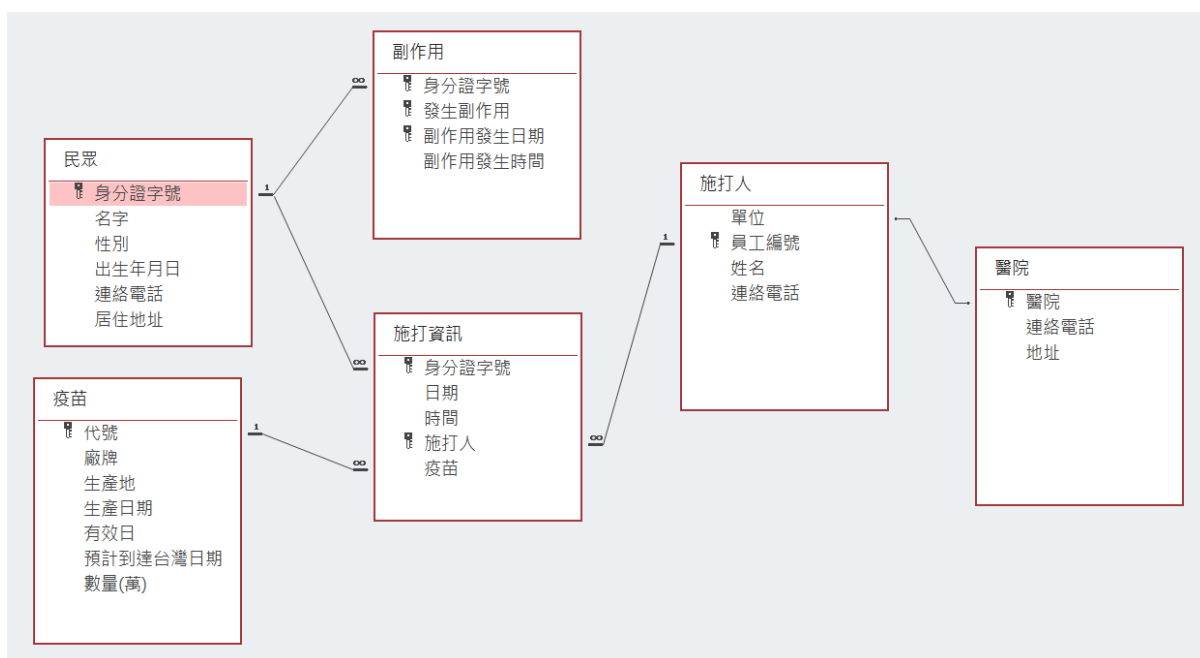 副作用
身分證字號
發生副作用
副作用發生日期
副作用發生時間
民眾
身分證字號
名字
性別
出生年月日
連絡電話
居住地址
施打資訊
身分證字號
日期
時間
施打人
疫苗
疫苗
代號
廠牌
生產地
生產日期
有效日
預計到達台灣日期
數量(萬)
施打人
單位
員工編號
姓名
連絡電話
醫院
醫院
連絡電話
地址
1
∞
∞
1
∞
1
∞